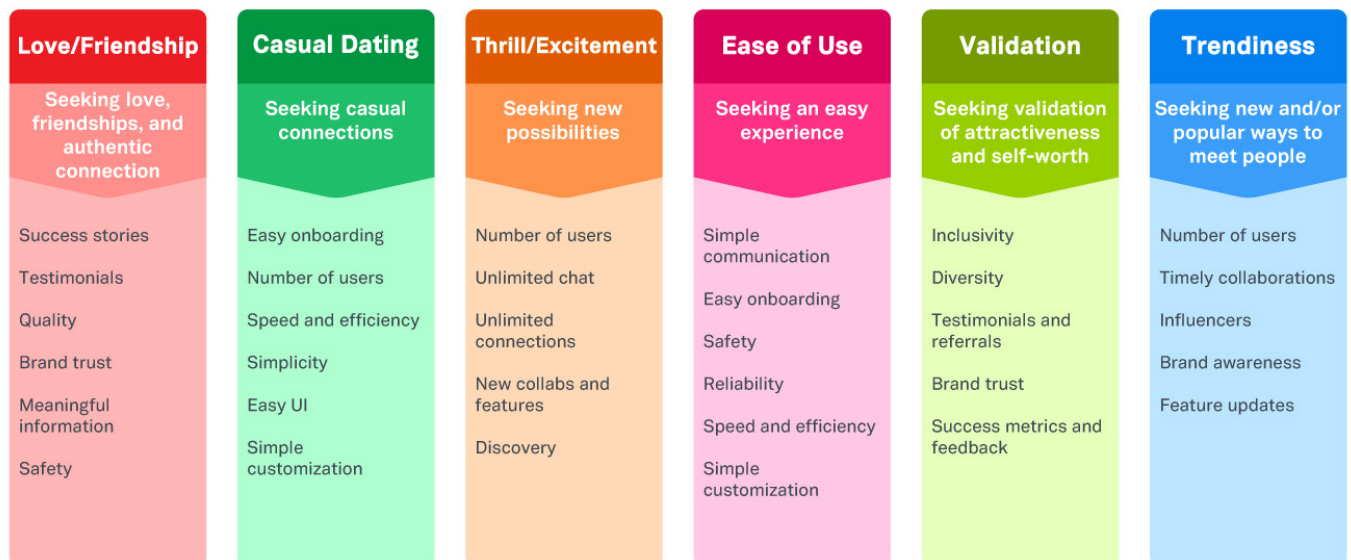 Love/Friendship
Seeking love,
friendships, and
authentic
connection
Success stories
Testimonials
Quality
Brand trust
Meaningful
information
Safety
Casual Dating
Seeking casual
connections
Easy onboarding
Number of users
Speed and efficiency
Simplicity
Easy UI
Simple
customization
Thrill/Excitement
Seeking new
possibilities
Number of users
Unlimited chat
Unlimited
connections
New collabs and
features
Discovery
Ease of Use
Seeking an easy
experience
Simple
communication
Easy onboarding
Safety
Reliability
Speed and efficiency
Simple
customization
Validation
Seeking validation
of attractiveness
and self-worth
Inclusivity
Diversity
Testimonials and
referrals
Brand trust
Success metrics and
feedback
Trendiness
Seeking new and/or
popular ways to
meet people
Number of users
Timely collaborations
Influencers
Brand awareness
Feature updates